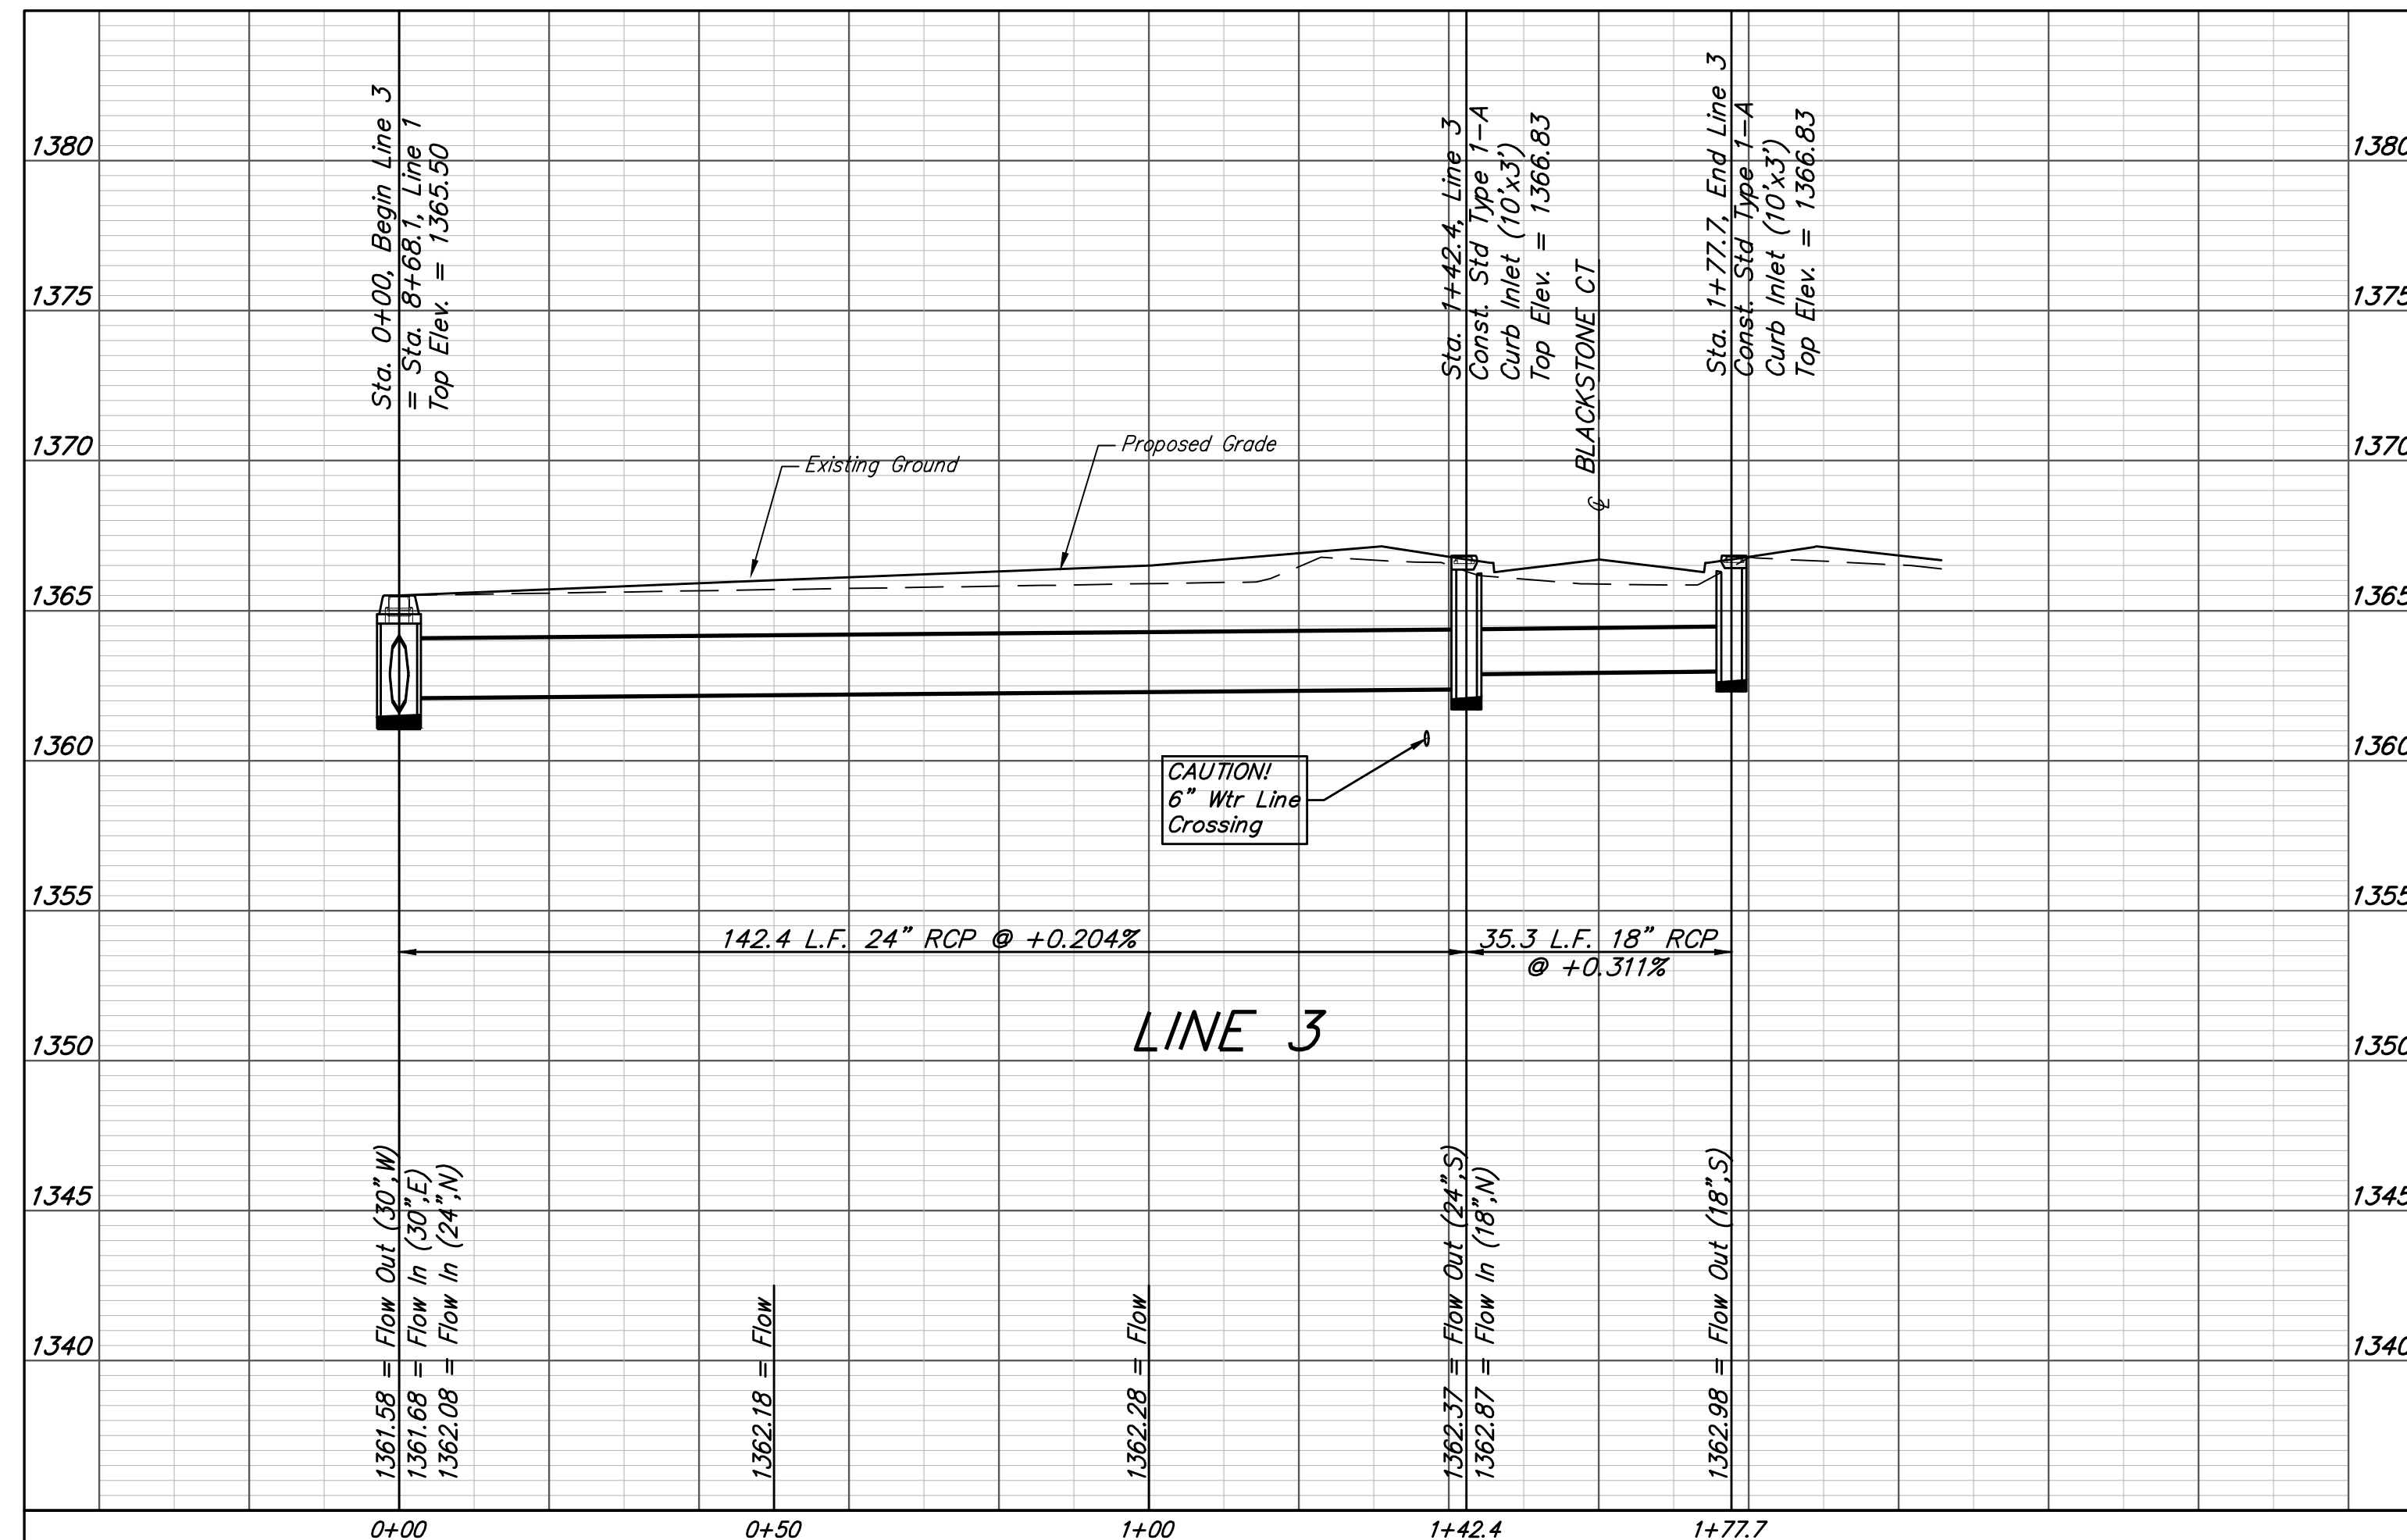 Sta. 0+00, Begin Line 3
= Sta. 8+68.1, Line 1
Top Elev. = 1365.50
Sta. 1+42.4, Line 3
Const. Std Type 1-A
Curb Inlet (10'x3')
Top Elev. = 1366.83
BLACKSTONE CT
℄
Sta. 1+77.7, End Line 3
Const. Std Type 1-A
Curb Inlet (10'x3')
Top Elev. = 1366.83
1380
1380
1375
1375
1370
1370
Existing Ground
Proposed Grade
1365
1365
1360
1360
CAUTION!
6" Wtr Line
Crossing
1355
1355
142.4 L.F. 24" RCP @ +0.204%
35.3 L.F. 18" RCP
@ +0.311%
LINE 3
1350
1350
1345
1345
1340
1340
1361.58 = Flow Out (30",W)
1361.68 = Flow In (30",E)
1362.08 = Flow In (24",N)
1362.18 = Flow
1362.28 = Flow
1362.37 = Flow Out (24",S)
1362.87 = Flow In (18",N)
1362.98 = Flow Out (18",S)
0+00
0+50
1+00
1+42.4
1+77.7